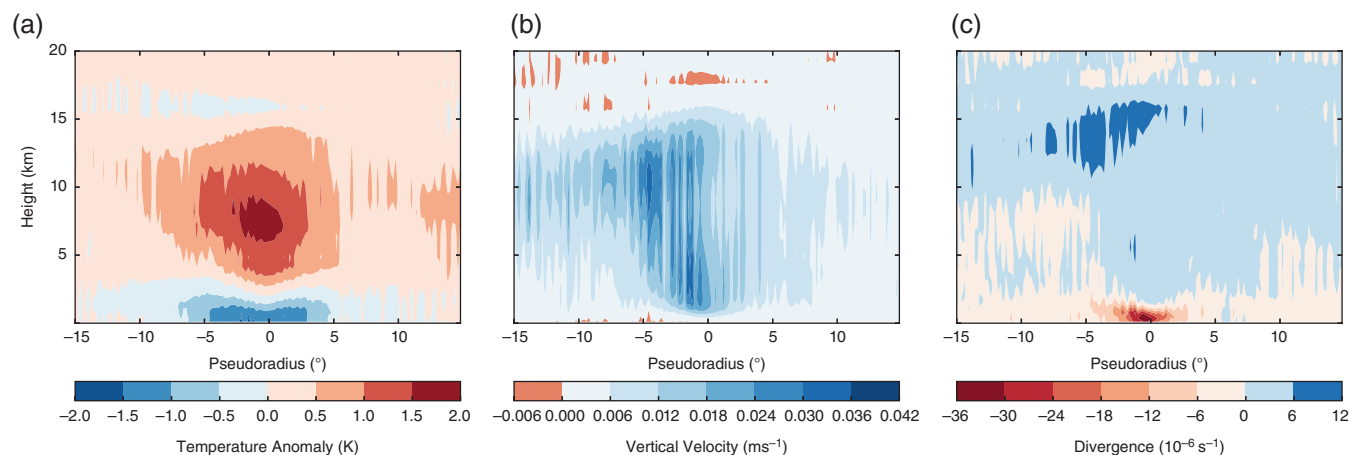 (a)
(b)
(c)
20
15
10
5
Height (km)
−15 −10 −5 0 5 10
−15 −10 −5 0 5 10
−15 −10 −5 0 5 10
Pseudoradius (°)
Pseudoradius (°)
Pseudoradius (°)
−2.0 −1.5 −1.0 −0.5 0.0 0.5 1.0 1.5 2.0
−0.006 0.000 0.006 0.012 0.018 0.024 0.030 0.036 0.042
−36 −30 −24 −18 −12 −6 0 6 12
Temperature Anomaly (K)
Vertical Velocity (ms⁻¹)
Divergence (10⁻⁶ s⁻¹)